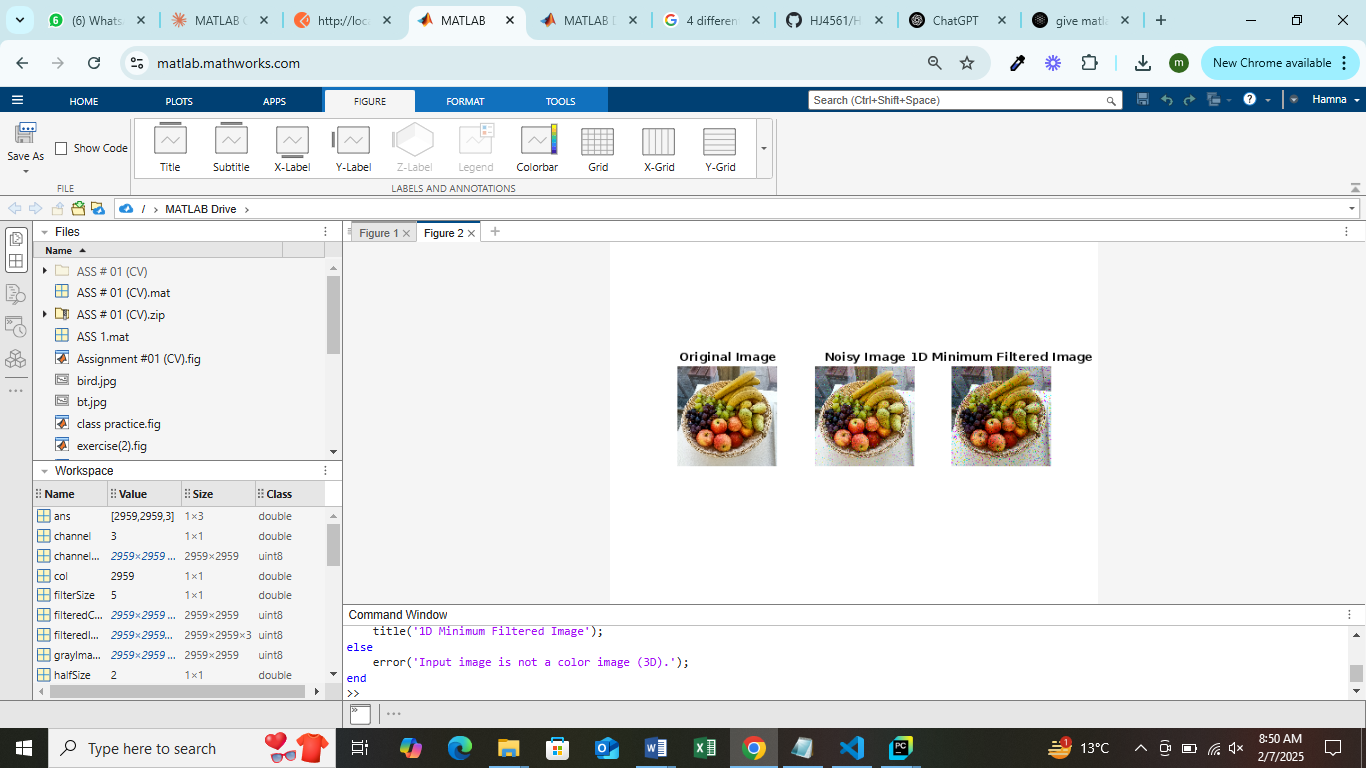 (6) Whats
MATLAB C
http://loc
MATLAB
MATLAB D
4 differen
HJ4561/H
ChatGPT
give matl
matlab.mathworks.com
m
New Chrome available
HOME
PLOTS
APPS
FIGURE
FORMAT
TOOLS
Search (Ctrl+Shift+Space)
Hamna
Save As
Show Code
Title
Subtitle
X-Label
Y-Label
Z-Label
Legend
Colorbar
Grid
X-Grid
Y-Grid
FILE
LABELS AND ANNOTATIONS
/ › MATLAB Drive ›
Files
Name
ASS # 01 (CV)
ASS # 01 (CV).mat
ASS # 01 (CV).zip
ASS 1.mat
Assignment #01 (CV).fig
bird.jpg
bt.jpg
class practice.fig
exercise(2).fig
Workspace
Name Value Size Class
ans [2959,2959,3] 1×3 double
channel 3 1×1 double
channel... 2959×2959 ... 2959×2959 uint8
col 2959 1×1 double
filterSize 5 1×1 double
filteredC... 2959×2959 ... 2959×2959 uint8
filteredI... 2959×2959... 2959×2959×3 uint8
grayIma... 2959×2959 ... 2959×2959 uint8
halfSize 2 1×1 double
Figure 1
Figure 2
Original Image
Noisy Image
1D Minimum Filtered Image
Command Window
title('1D Minimum Filtered Image');
else
error('Input image is not a color image (3D).');
end
>>
Type here to search
1
13°C
8:50 AM
2/7/2025